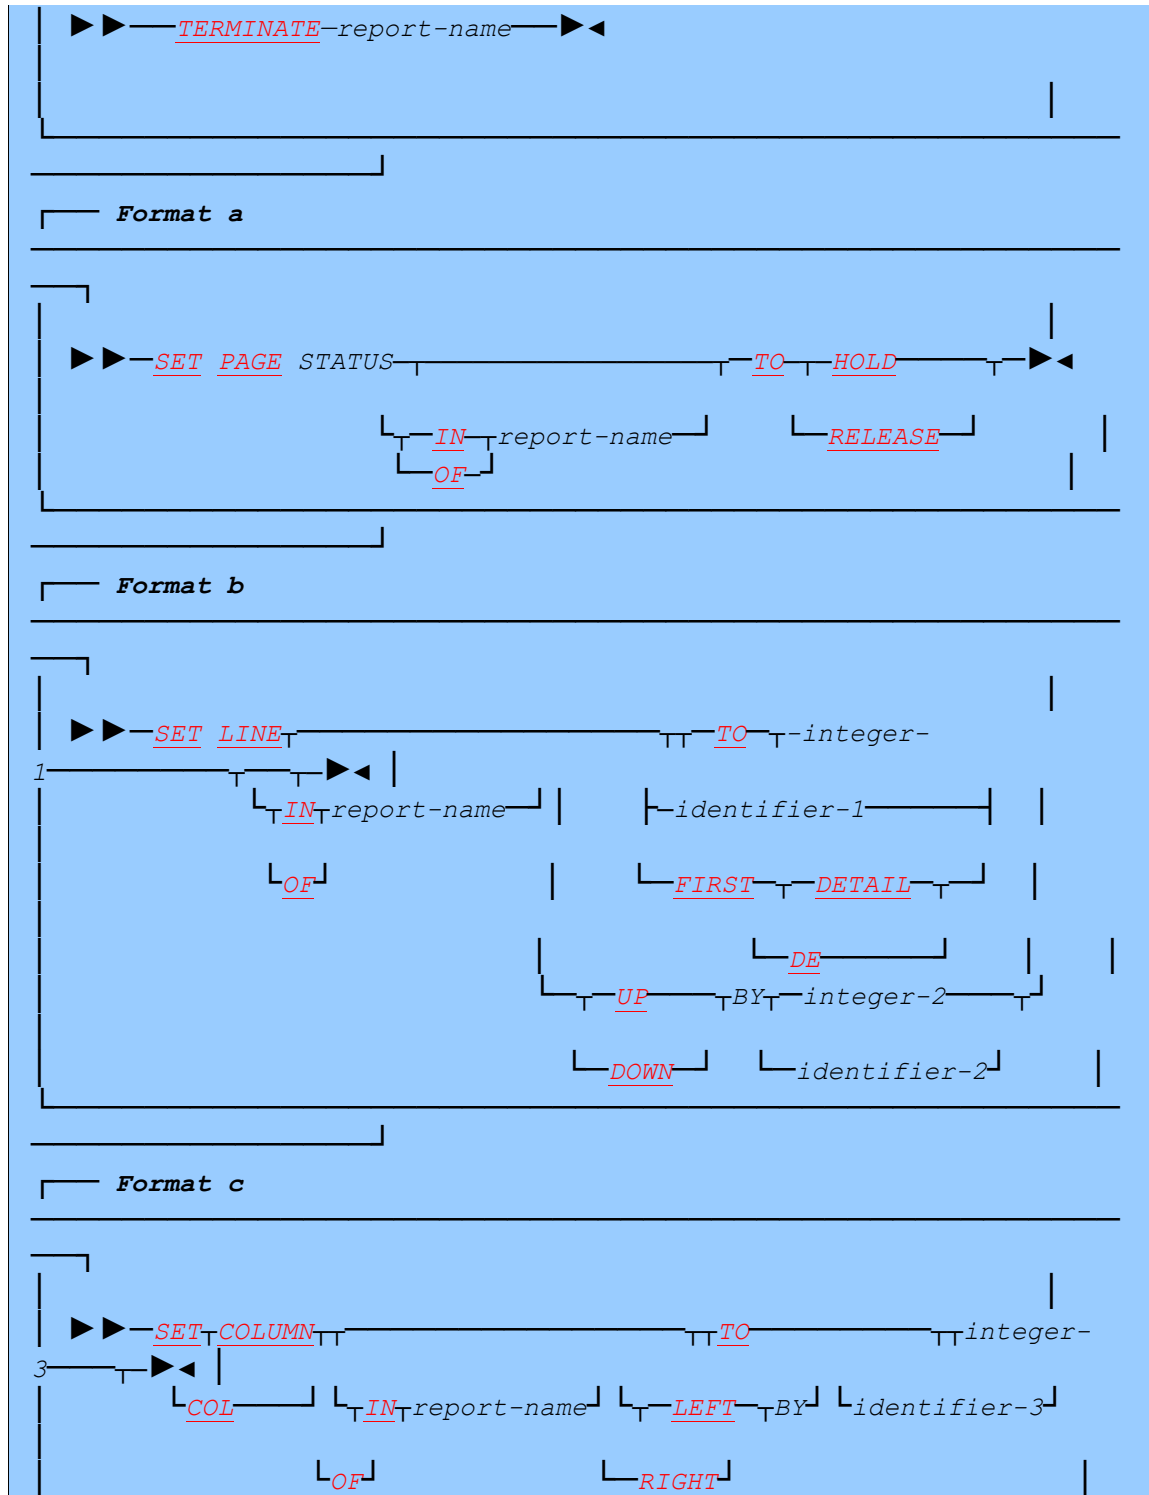 TERMINATE report-name
Format a
SET PAGE STATUS TO HOLD
IN report-name RELEASE
OF
Format b
SET LINE TO -integer-
1
IN report-name identifier-1
OF FIRST DETAIL
DE
UP BY integer-2
DOWN identifier-2
Format c
SET COLUMN TO integer-
3
COL IN report-name LEFT BY identifier-3
OF RIGHT